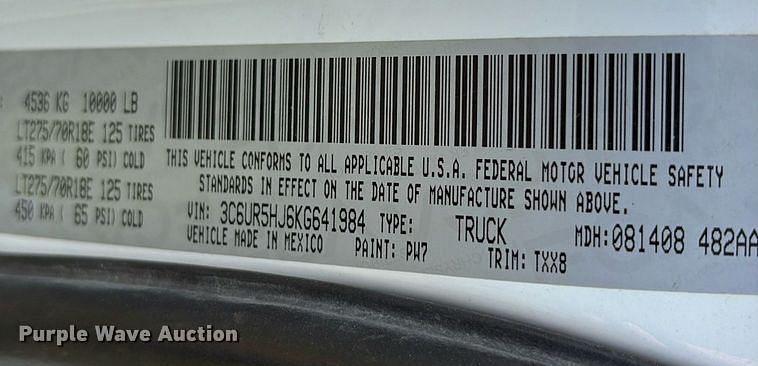 4536 KG 10000 LB
LT275/70R18E 125 TIRES
415 KPA( 60 PSI) COLD
LT275/70R18E 125 TIRES
450 KPA( 65 PSI) COLD
THIS VEHICLE CONFORMS TO ALL APPLICABLE U.S.A. FEDERAL MOTOR VEHICLE SAFETY
STANDARDS IN EFFECT ON THE DATE OF MANUFACTURE SHOWN ABOVE.
VIN: 3C6UR5HJ6KG641984 TYPE: TRUCK MDH:081408 482AA
VEHICLE MADE IN MEXICO PAINT: PW7 TRIM: TXX8
Purple Wave Auction